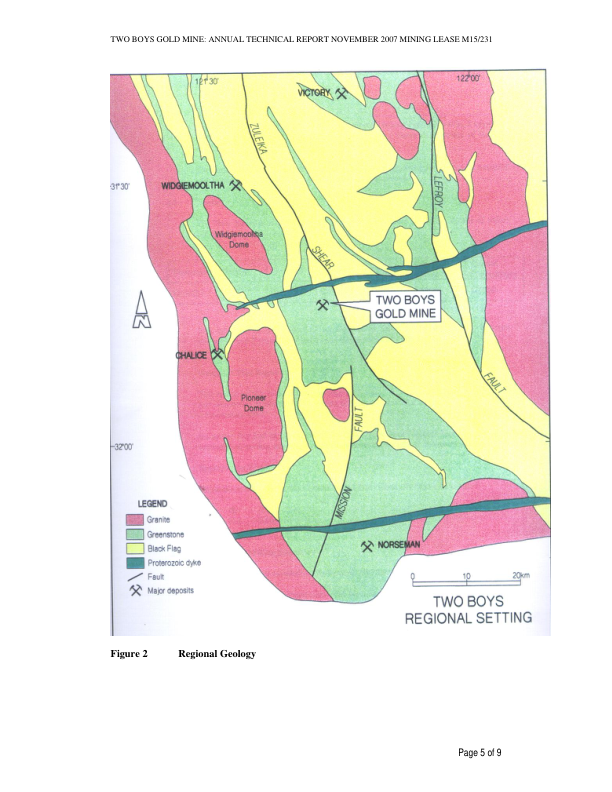 TWO BOYS GOLD MINE: ANNUAL TECHNICAL REPORT NOVEMBER 2007 MINING LEASE M15/231
121°30'
122°00'
VICTORY
ZULEIKA
31°30'
WIDGIEMOOLTHA
LEFROY
Widgiemooltha
Dome
SHEAR
TWO BOYS
GOLD MINE
CHALICE
Pioneer
Dome
FAULT
FAULT
32°00'
MISSION
LEGEND
Granite
Greenstone
Black Flag
Proterozoic dyke
Fault
Major deposits
NORSEMAN
0 10 20km
TWO BOYS
REGIONAL SETTING
Figure 2 Regional Geology
Page 5 of 9